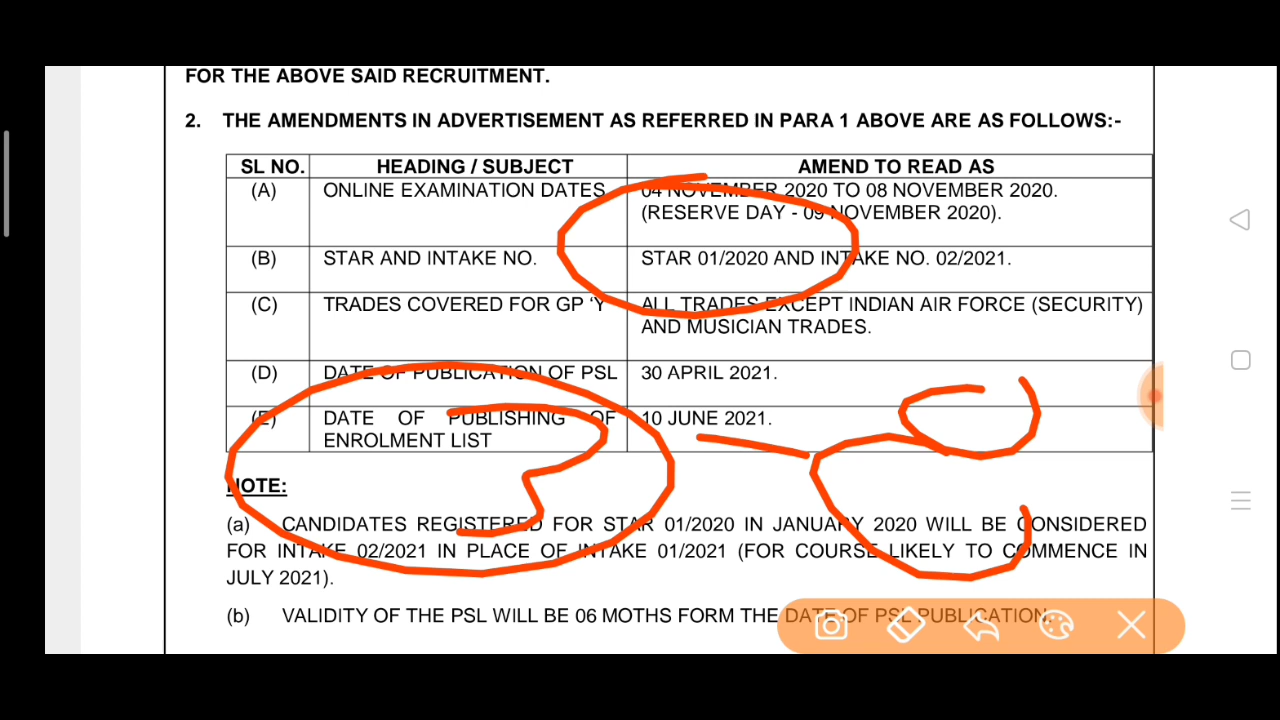 FOR THE ABOVE SAID RECRUITMENT.
2. THE AMENDMENTS IN ADVERTISEMENT AS REFERRED IN PARA 1 ABOVE ARE AS FOLLOWS:-
SL NO. HEADING / SUBJECT AMEND TO READ AS
(A) ONLINE EXAMINATION DATES 04 NOVEMBER 2020 TO 08 NOVEMBER 2020.
(RESERVE DAY - 09 NOVEMBER 2020).
(B) STAR AND INTAKE NO. STAR 01/2020 AND INTAKE NO. 02/2021.
(C) TRADES COVERED FOR GP 'Y ALL TRADES EXCEPT INDIAN AIR FORCE (SECURITY)
AND MUSICIAN TRADES.
(D) DATE OF PUBLICATION OF PSL 30 APRIL 2021.
(E) DATE OF PUBLISHING OF 10 JUNE 2021.
ENROLMENT LIST
NOTE:
(a) CANDIDATES REGISTERED FOR STAR 01/2020 IN JANUARY 2020 WILL BE CONSIDERED
FOR INTAKE 02/2021 IN PLACE OF INTAKE 01/2021 (FOR COURSE LIKELY TO COMMENCE IN
JULY 2021).
(b) VALIDITY OF THE PSL WILL BE 06 MOTHS FORM THE DATE OF PSL PUBLICATION.